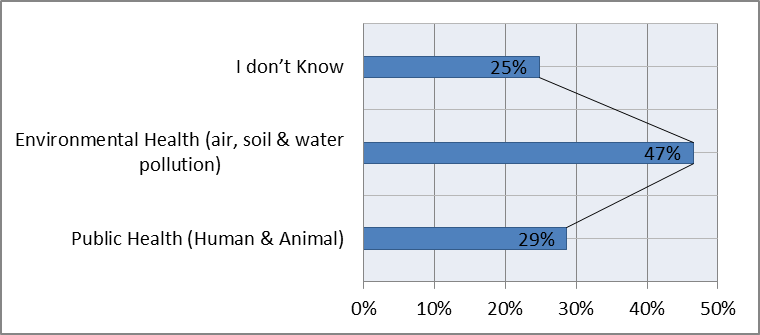 I don’t Know
25%
Environmental Health (air, soil & water
pollution)
47%
Public Health (Human & Animal)
29%
0% 10% 20% 30% 40% 50%